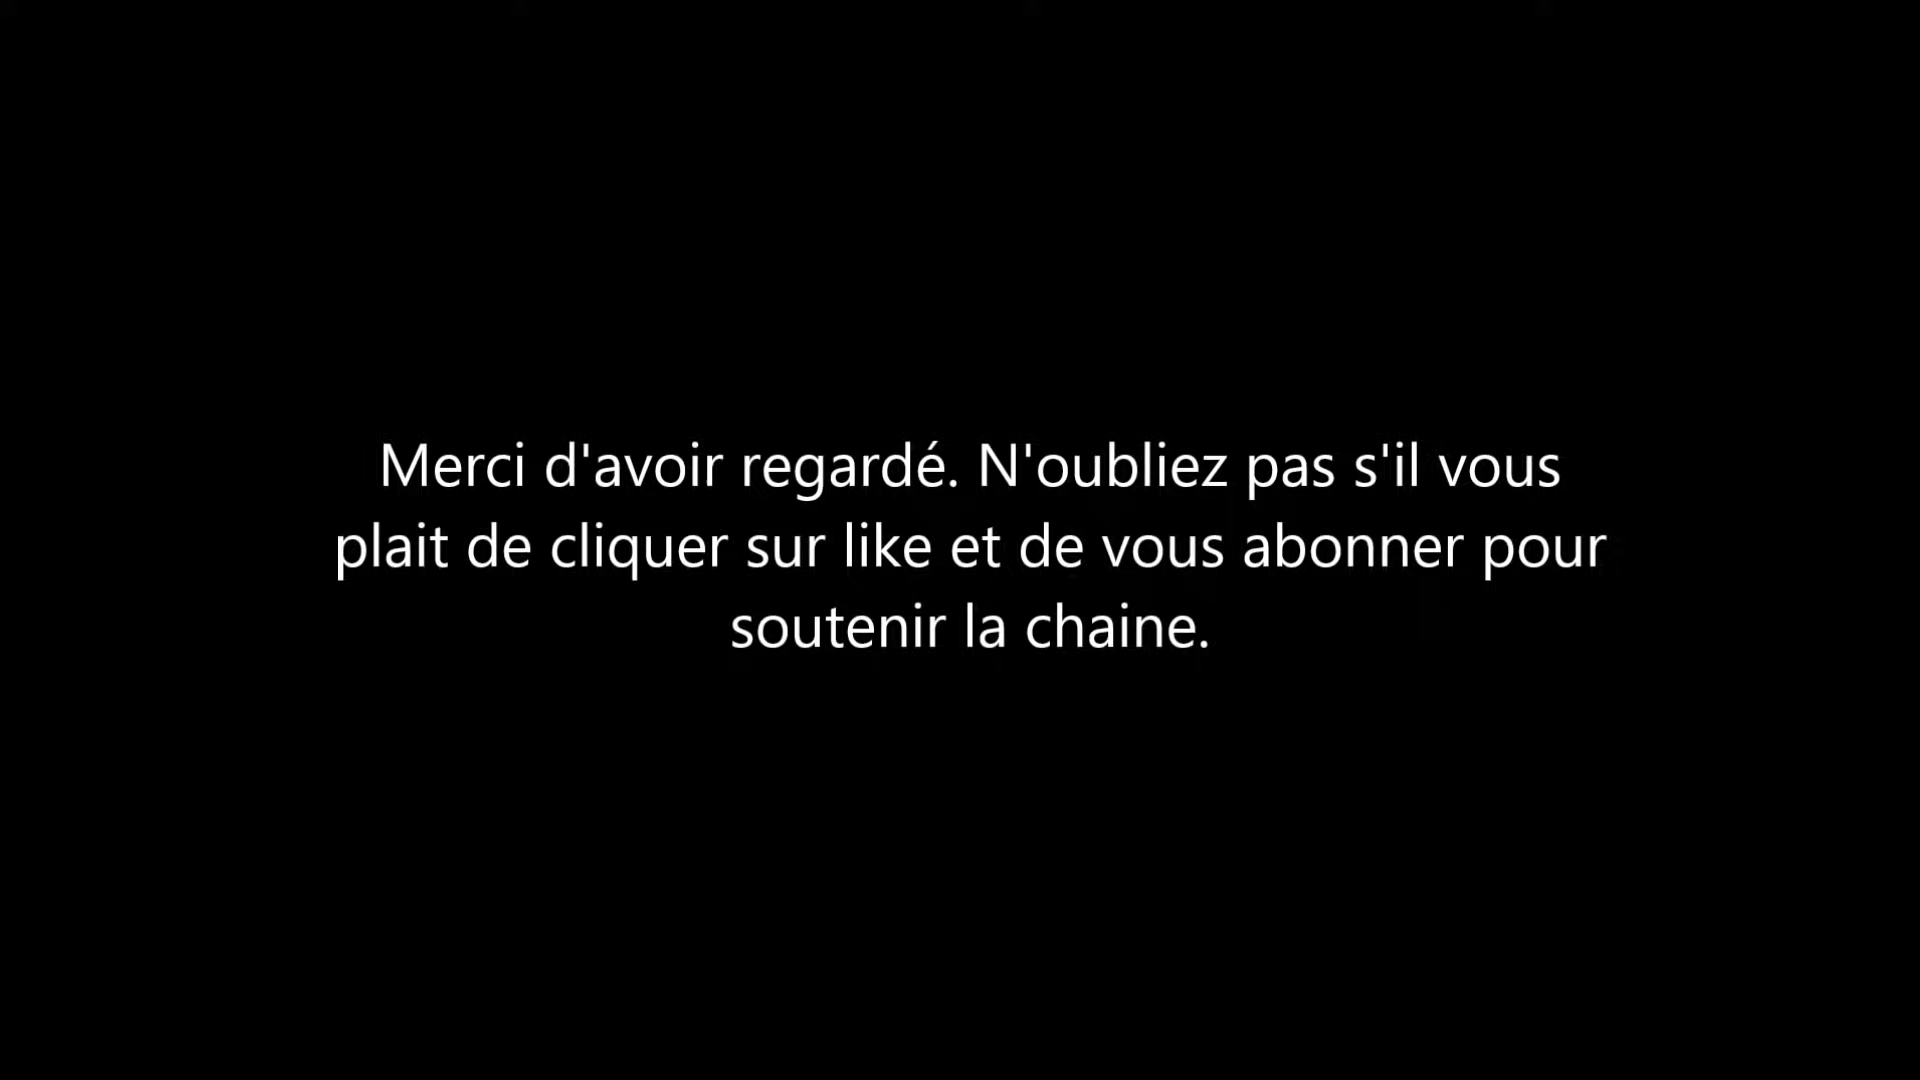 Merci d'avoir regardé. N'oubliez pas s'il vous
plait de cliquer sur like et de vous abonner pour
soutenir la chaine.